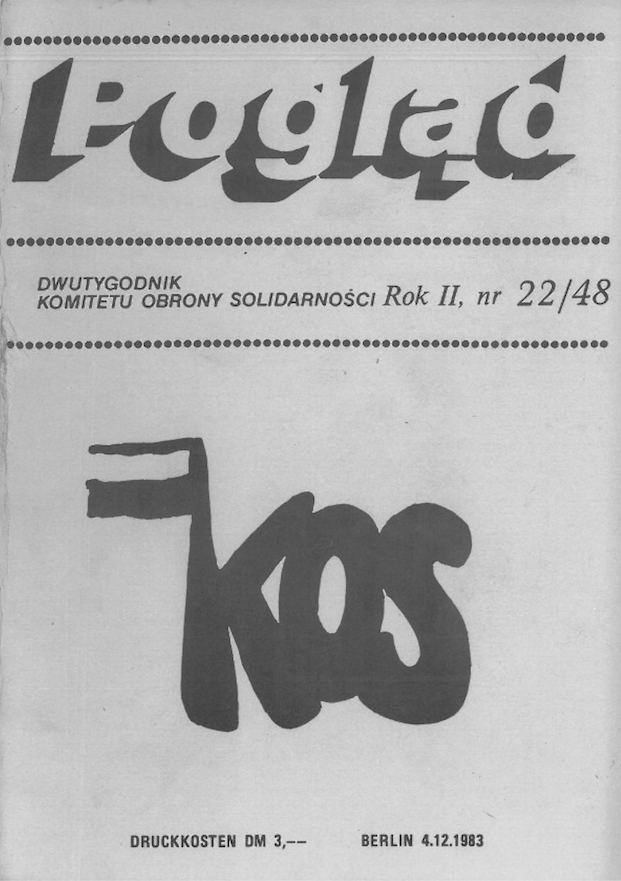 Pogląd
DWUTYGODNIK
KOMITETU OBRONY SOLIDARNOŚCI Rok II, nr 22/48
KOS
DRUCKKOSTEN DM 3,-- BERLIN 4.12.1983